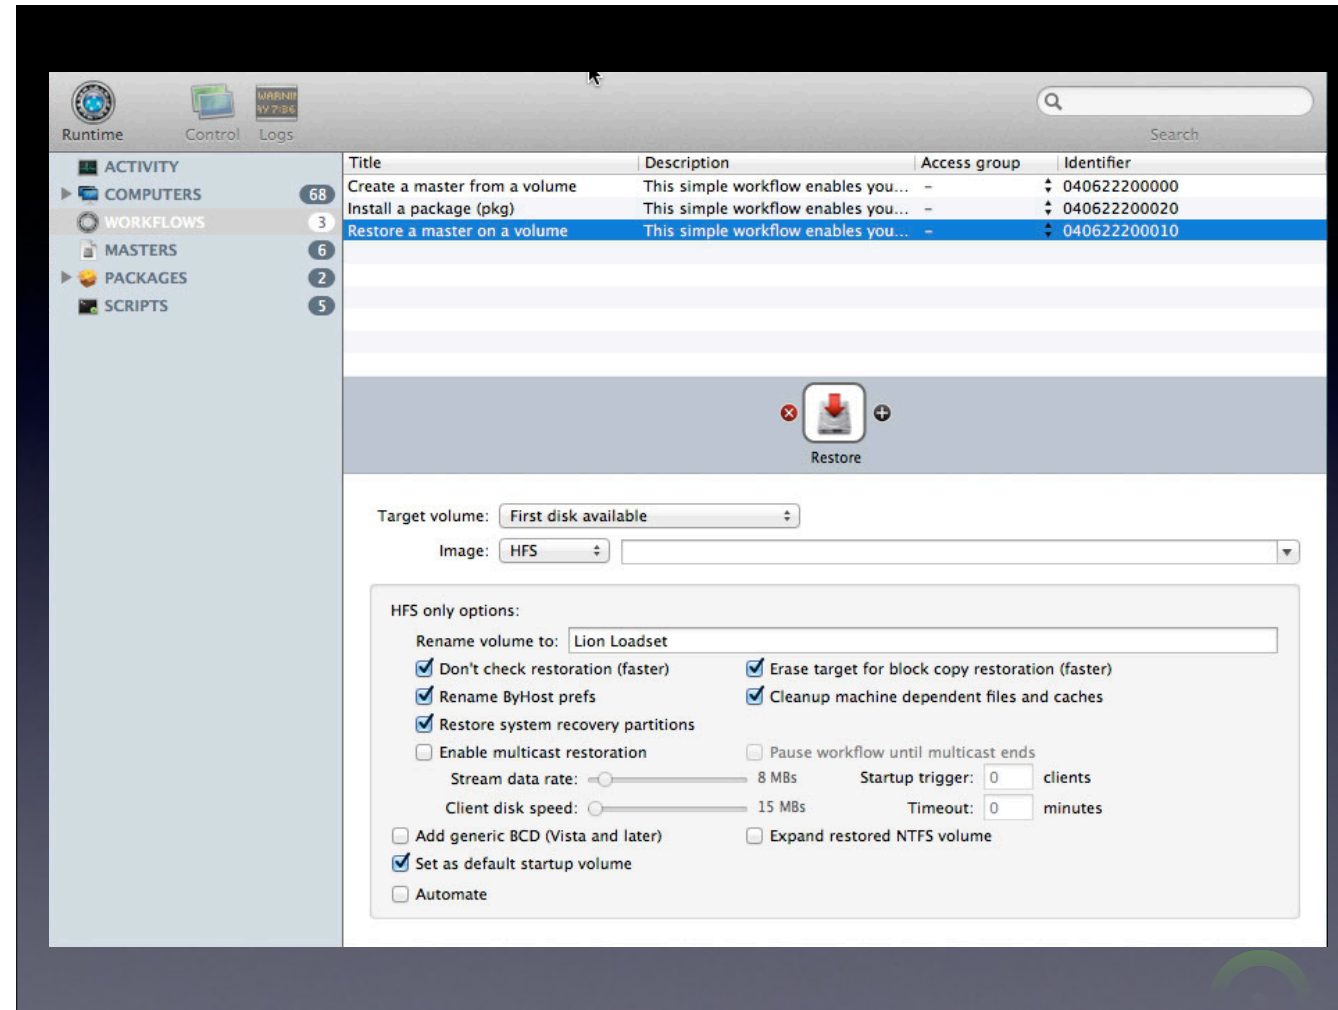 WARNIN
AY 7:36
Runtime Control Logs
Search
ACTIVITY
COMPUTERS 68
WORKFLOWS 3
MASTERS 6
PACKAGES 2
SCRIPTS 5
Title Description Access group Identifier
Create a master from a volume This simple workflow enables you... – 040622200000
Install a package (pkg) This simple workflow enables you... – 040622200020
Restore a master on a volume This simple workflow enables you... – 040622200010
Restore
Target volume: First disk available
Image: HFS
HFS only options:
Rename volume to: Lion Loadset
Don't check restoration (faster) Erase target for block copy restoration (faster)
Rename ByHost prefs Cleanup machine dependent files and caches
Restore system recovery partitions
Enable multicast restoration Pause workflow until multicast ends
Stream data rate: 8 MBs Startup trigger: 0 clients
Client disk speed: 15 MBs Timeout: 0 minutes
Add generic BCD (Vista and later) Expand restored NTFS volume
Set as default startup volume
Automate